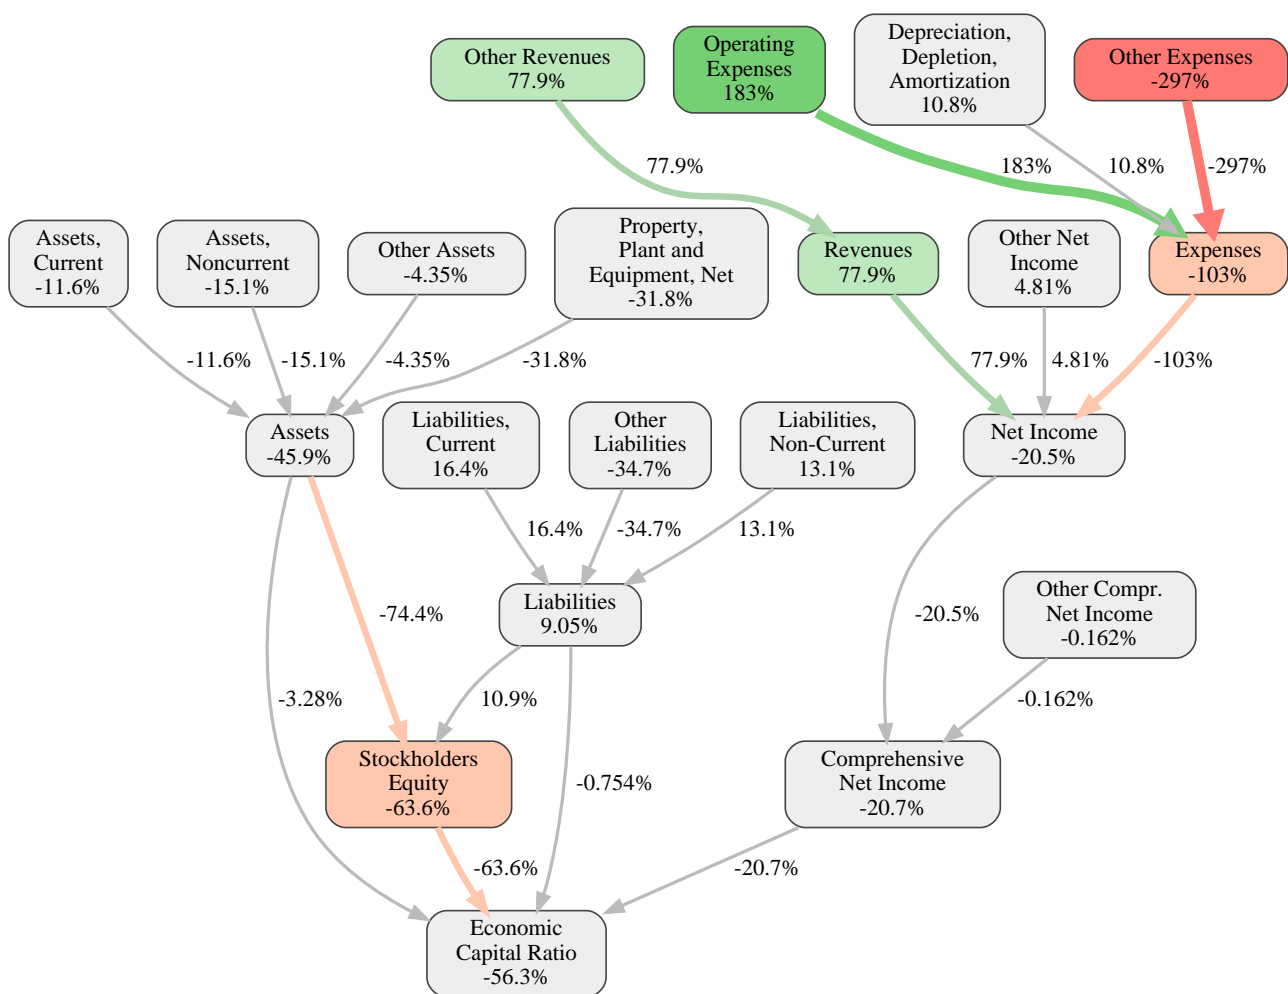 Other Revenues
77.9%
Operating
Expenses
183%
Depreciation,
Depletion,
Amortization
10.8%
Other Expenses
-297%
77.9%
183%
10.8%
-297%
Assets,
Current
-11.6%
Assets,
Noncurrent
-15.1%
Other Assets
-4.35%
Property,
Plant and
Equipment, Net
-31.8%
Revenues
77.9%
Other Net
Income
4.81%
Expenses
-103%
-11.6%
-15.1%
-4.35%
-31.8%
77.9%
4.81%
-103%
Assets
-45.9%
Liabilities,
Current
16.4%
Other
Liabilities
-34.7%
Liabilities,
Non-Current
13.1%
Net Income
-20.5%
16.4%
-34.7%
13.1%
-74.4%
Liabilities
9.05%
-20.5%
Other Compr.
Net Income
-0.162%
-3.28%
10.9%
-0.162%
Stockholders
Equity
-63.6%
-0.754%
Comprehensive
Net Income
-20.7%
-63.6%
-20.7%
Economic
Capital Ratio
-56.3%